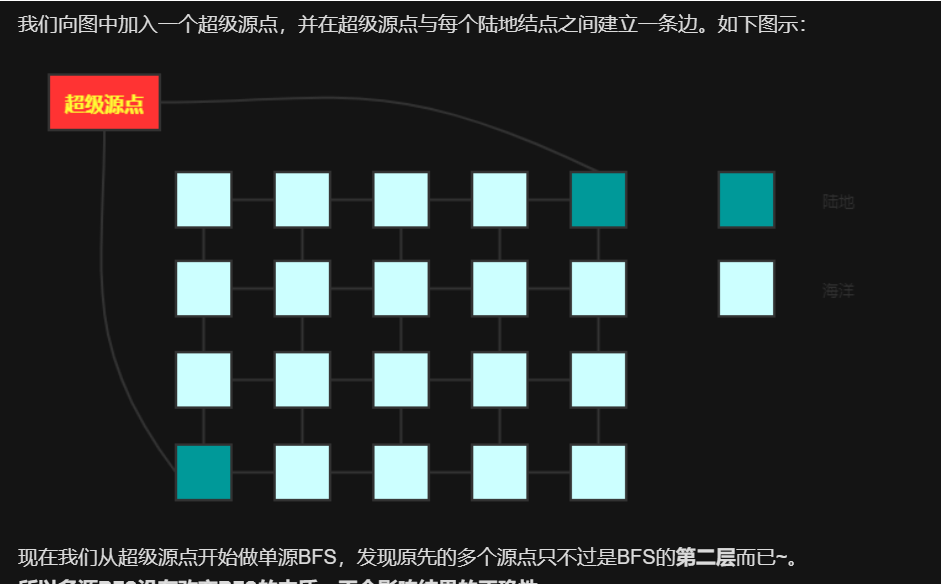 我们向图中加入一个超级源点，并在超级源点与每个陆地结点之间建立一条边。如下图示：
超级源点
陆地
海洋
现在我们从超级源点开始做单源BFS，发现原先的多个源点只不过是BFS的第二层而已~。